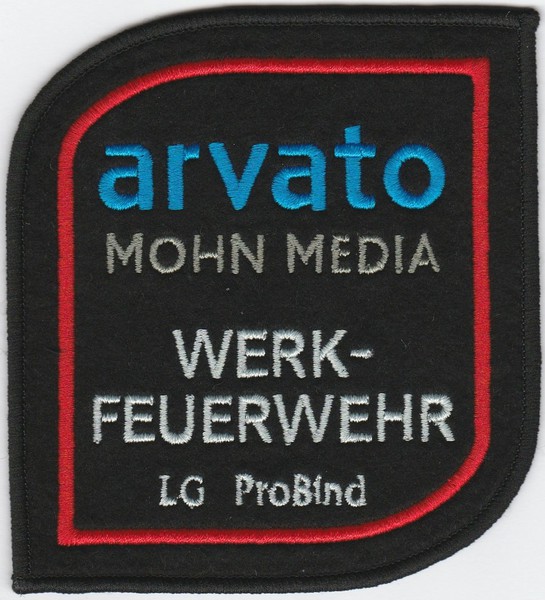 arvato
MOHN MEDIA
WERK-
FEUERWEHR
LG ProBind